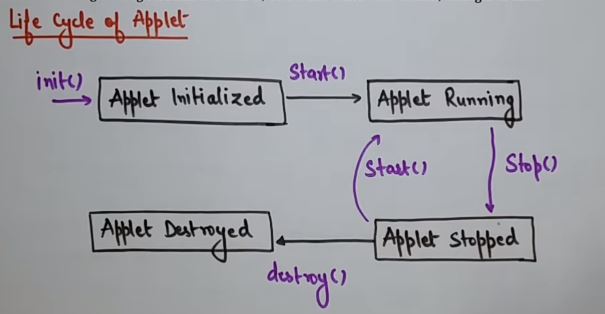 Life Cycle of Applet
init()
Applet Initialized
Start()
Applet Running
Start()
Stop()
Applet Destroyed
destroy()
Applet Stopped